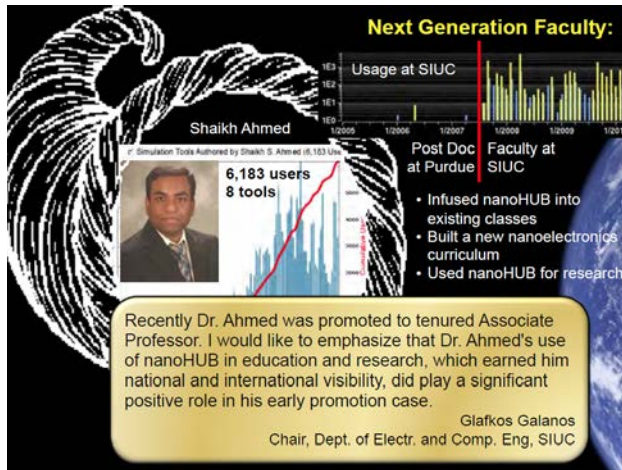 Next Generation Faculty:
Usage at SIUC
1E3
1E2
1E1
1E0
1/2005
1/2006
1/2007
1/2008
1/2009
Shaikh Ahmed
Post Doc
at Purdue
Faculty at
SIUC
Simulation Tools Authored by Shaikh S. Ahmed (6,183 Use
6,183 users
8 tools
• Infused nanoHUB into
existing classes
• Built a new nanoelectronics
curriculum
• Used nanoHUB for research
Recently Dr. Ahmed was promoted to tenured Associate
Professor. I would like to emphasize that Dr. Ahmed's use
of nanoHUB in education and research, which earned him
national and international visibility, did play a significant
positive role in his early promotion case.
Glafkos Galanos
Chair, Dept. of Electr. and Comp. Eng, SIUC